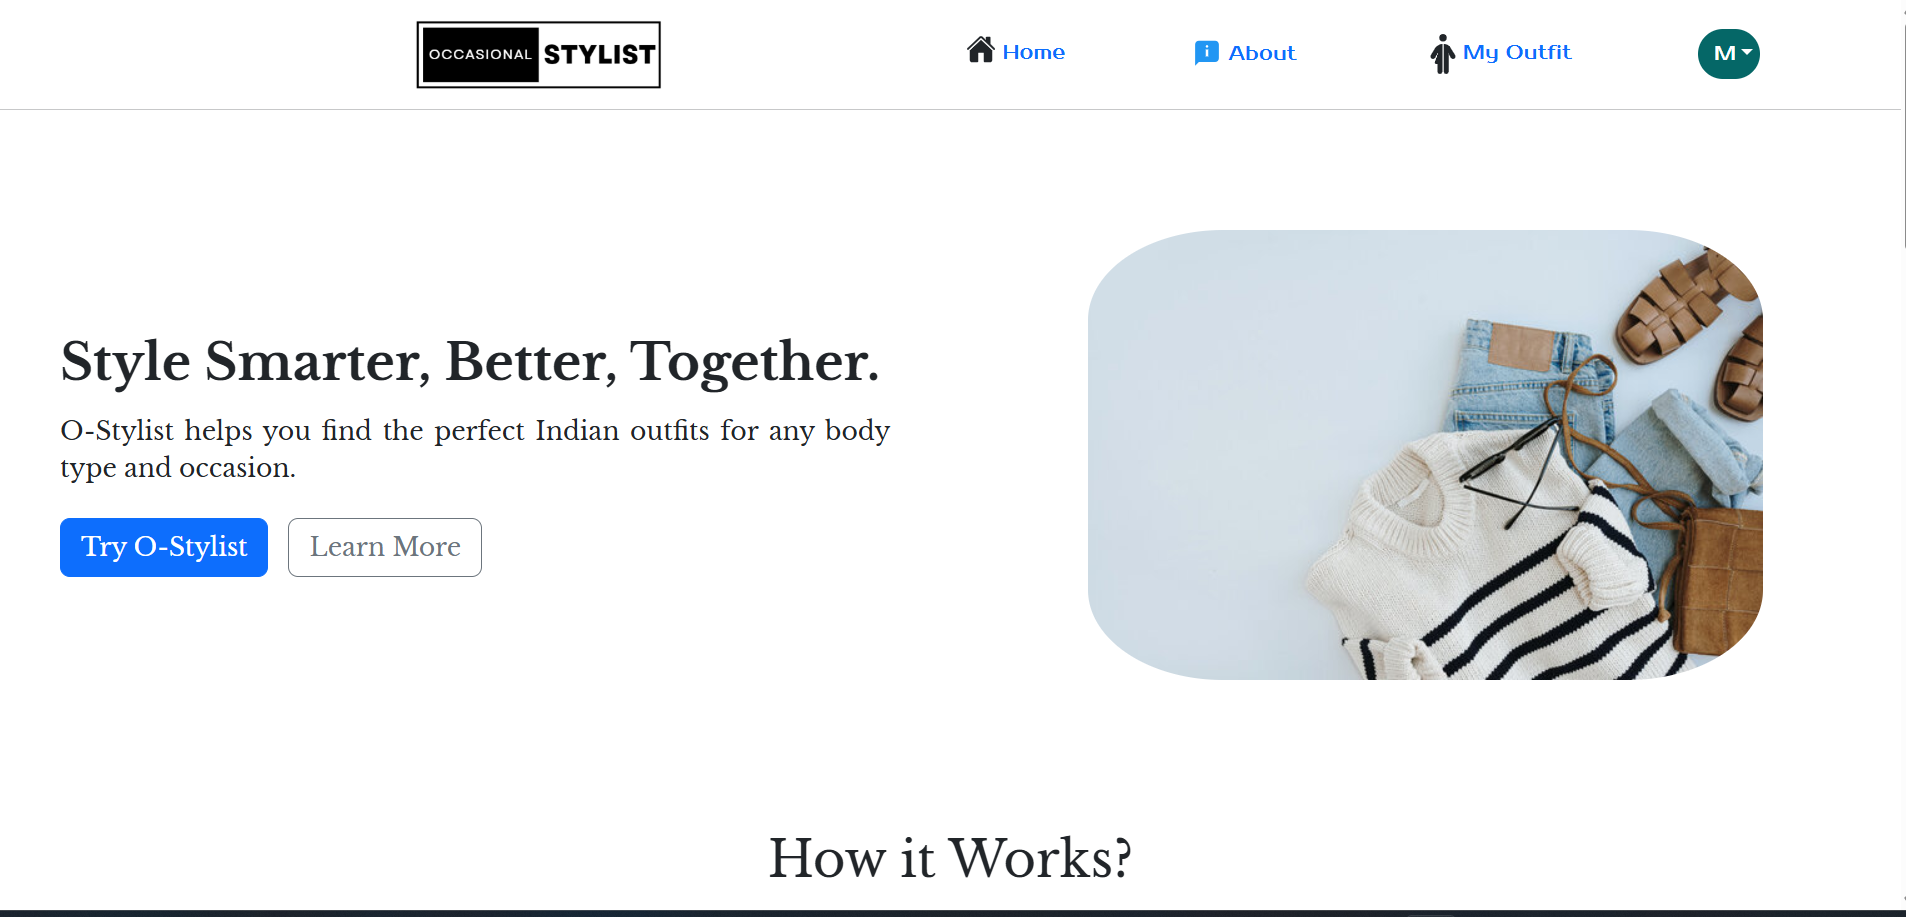 OCCASIONAL STYLIST
Home
About
My Outfit
M
Style Smarter, Better, Together.
O-Stylist helps you find the perfect Indian outfits for any body
type and occasion.
Try O-Stylist
Learn More
How it Works?